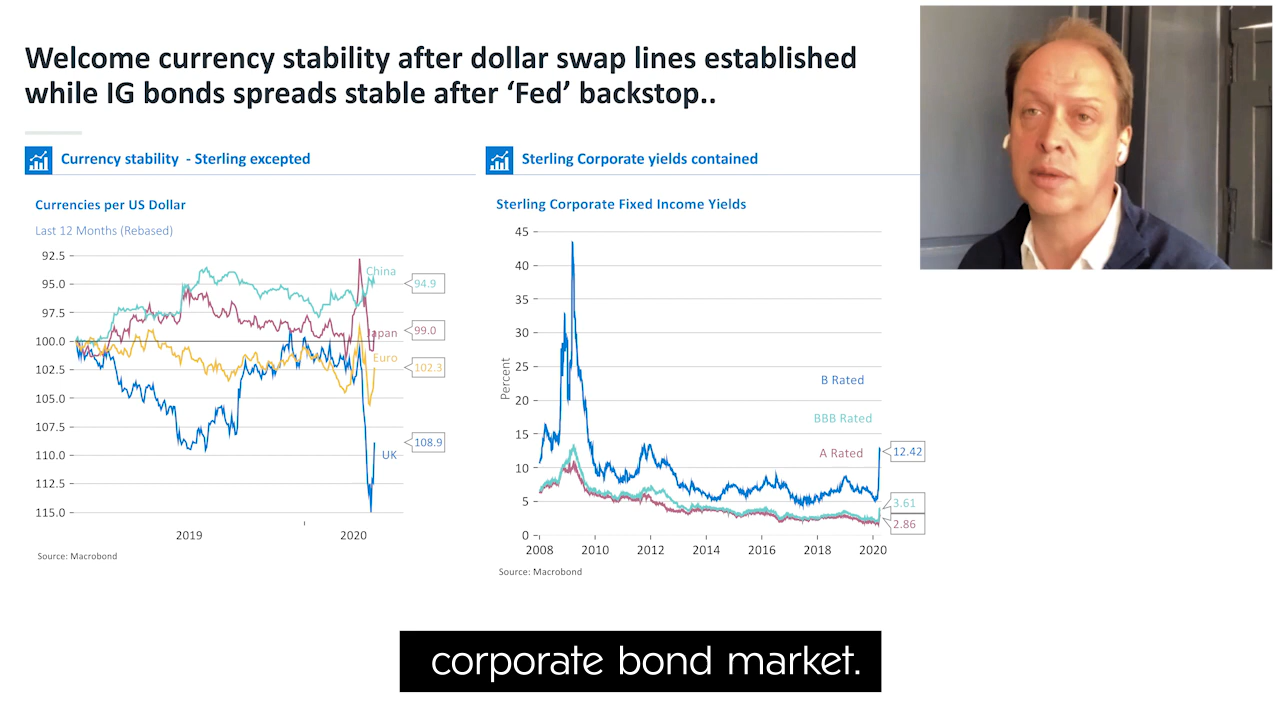 Welcome currency stability after dollar swap lines established
while IG bonds spreads stable after ‘Fed’ backstop..
Currency stability - Sterling excepted
Currencies per US Dollar
Last 12 Months (Rebased)
92.5
95.0
97.5
100.0
102.5
105.0
107.5
110.0
112.5
115.0
China
94.9
Japan
99.0
Euro
102.3
108.9
UK
2019
2020
Source: Macrobond
Sterling Corporate yields contained
Sterling Corporate Fixed Income Yields
45
40
35
30
25
20
15
10
5
0
Percent
B Rated
BBB Rated
A Rated
12.42
3.61
2.86
2008
2010
2012
2014
2016
2018
2020
Source: Macrobond
corporate bond market.